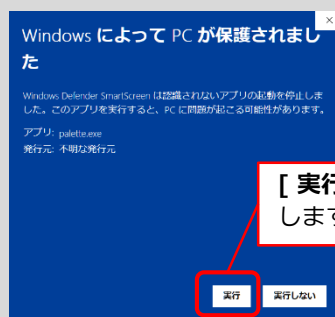 Windows によって PC が保護されまし
た
Windows Defender SmartScreen は認識されないアプリの起動を停止しま
した。このアプリを実行すると、PC に問題が起こる可能性があります。
アプリ: palette.exe
発行元: 不明な発行元
[ 実行
します
実行
実行しない